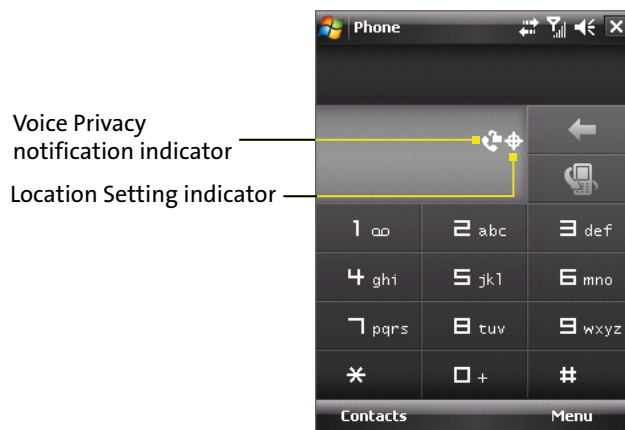 Phone
Voice Privacy
notification indicator
Location Setting indicator
1
2 abc
3 def
4 ghi
5 jkl
6 mno
7 pqrs
8 tuv
9 wxyz
*
0 +
#
Contacts
Menu